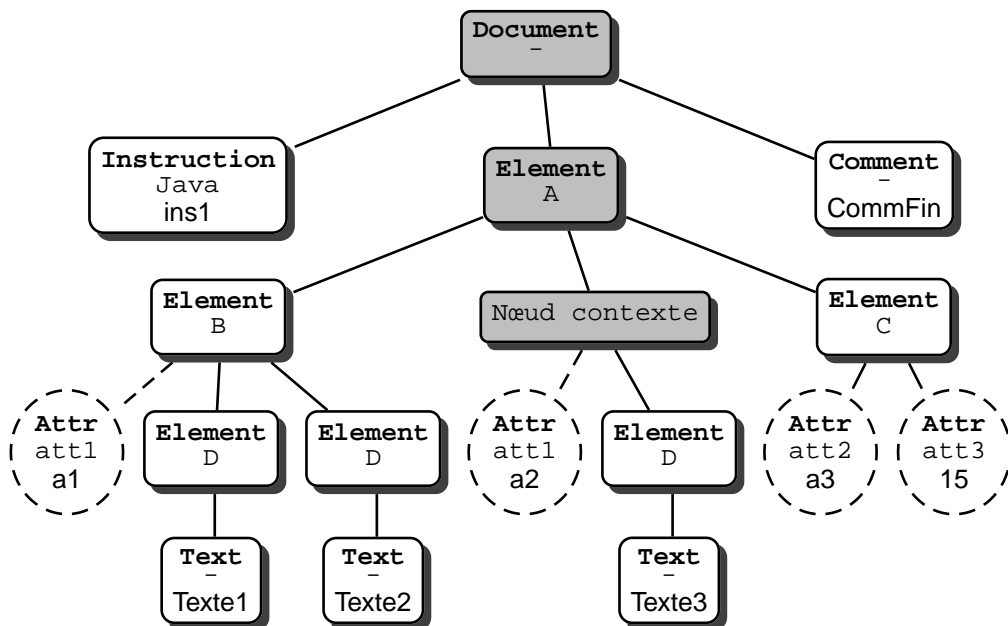 Document
-
Instruction
Java
ins1
Element
A
Comment
-
CommFin
Element
B
Nœud contexte
Element
C
Attr
att1
a1
Element
D
Element
D
Attr
att1
a2
Element
D
Attr
att2
a3
Attr
att3
15
Text
-
Texte1
Text
-
Texte2
Text
-
Texte3